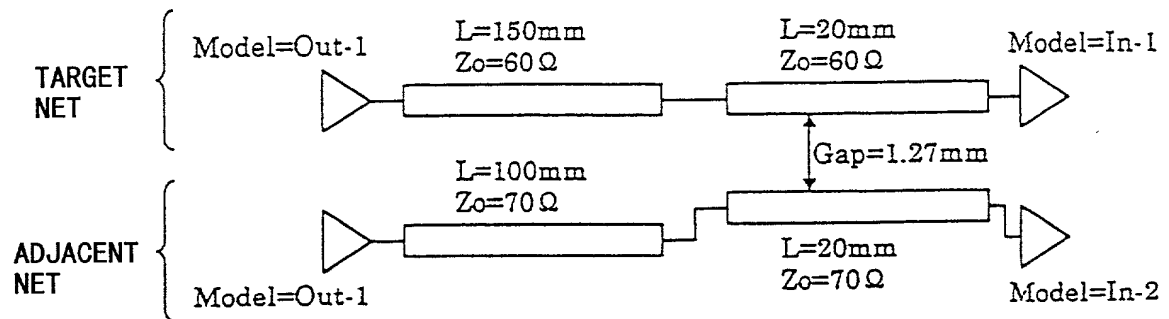 TARGET
NET
Model=Out-1
L=150mm
Zo=60Ω
L=20mm
Zo=60Ω
Model=In-1
Gap=1.27mm
ADJACENT
NET
Model=Out-1
L=100mm
Zo=70Ω
L=20mm
Zo=70Ω
Model=In-2